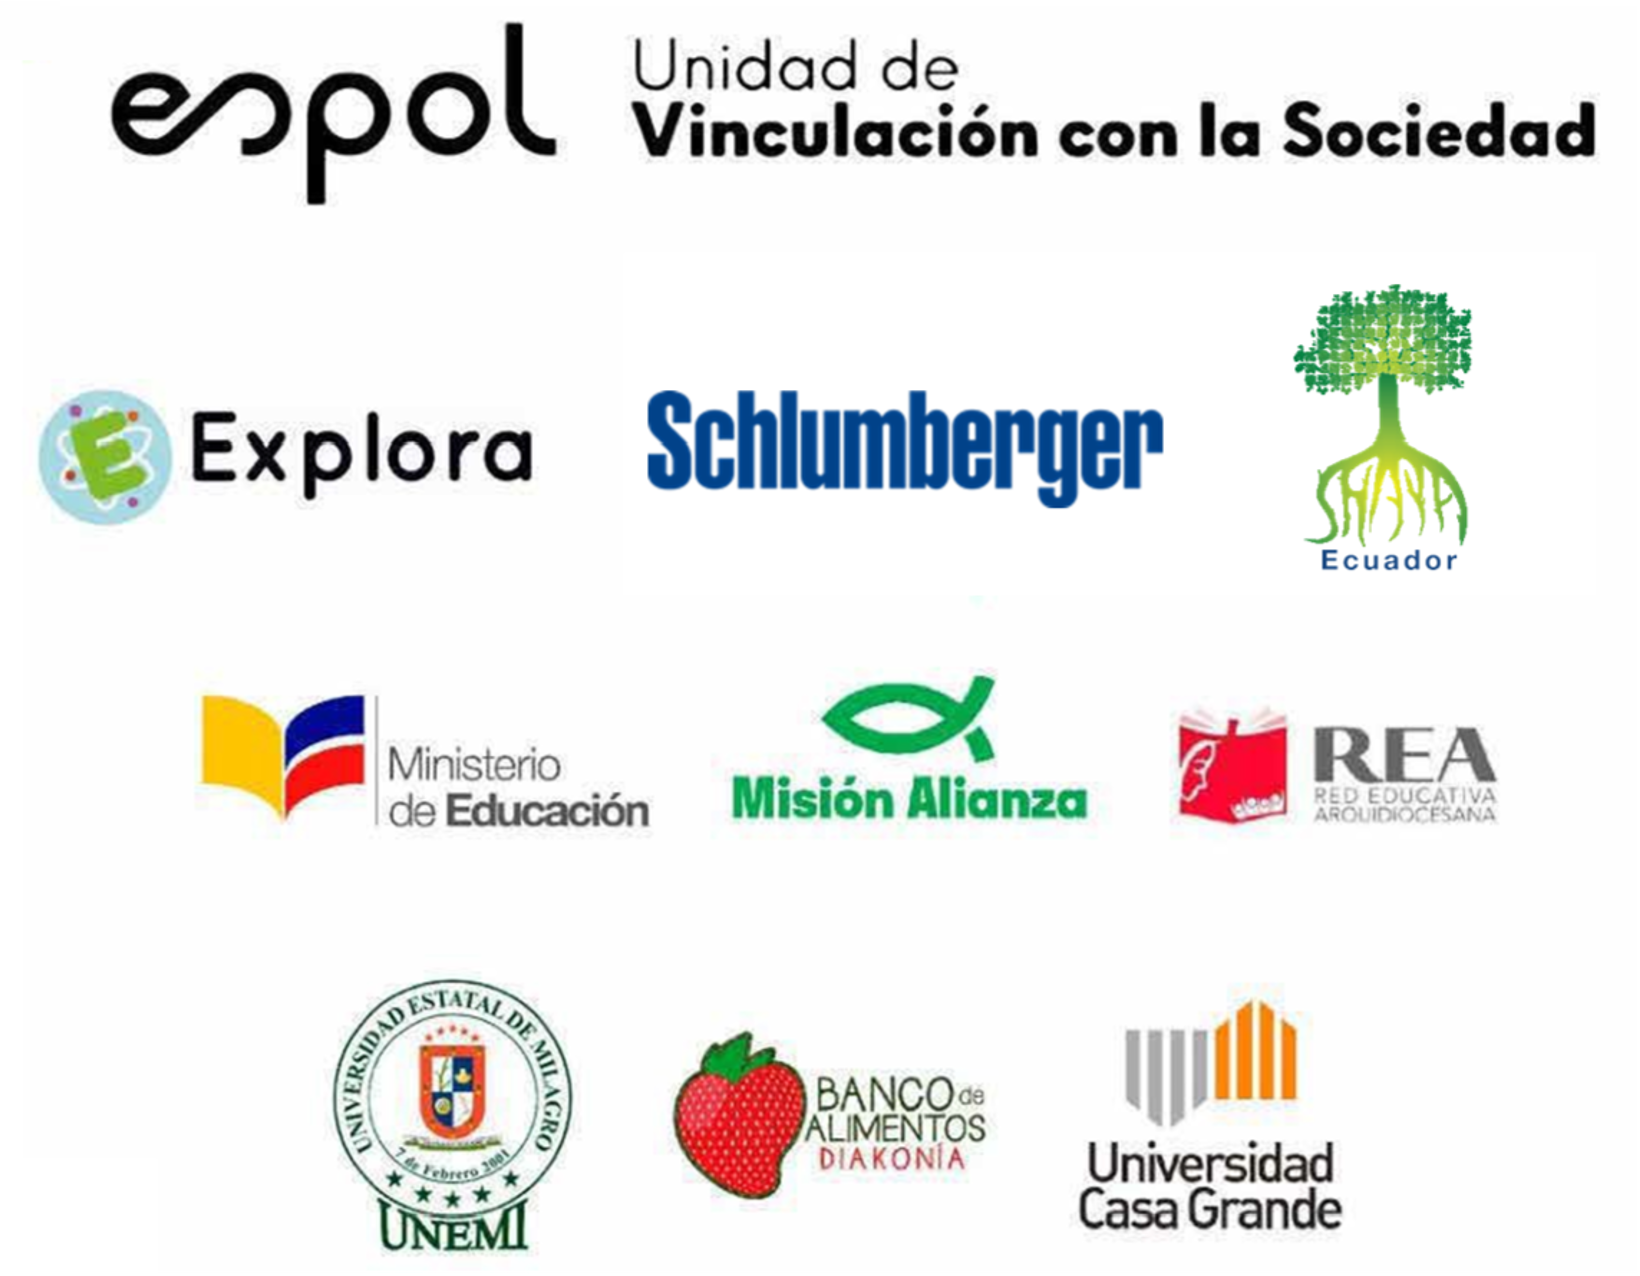 espol
Unidad de
Vinculación con la Sociedad
E
Explora
Schlumberger
SHAYA
Ecuador
Ministerio
de Educación
Misión Alianza
REA
RED EDUCATIVA
ARQUIDIOCESANA
UNIVERSIDAD ESTATAL DE MILAGRO
7 de Febrero 2001
UNEMI
BANCO de
ALIMENTOS
DIAKONÍA
Universidad
Casa Grande